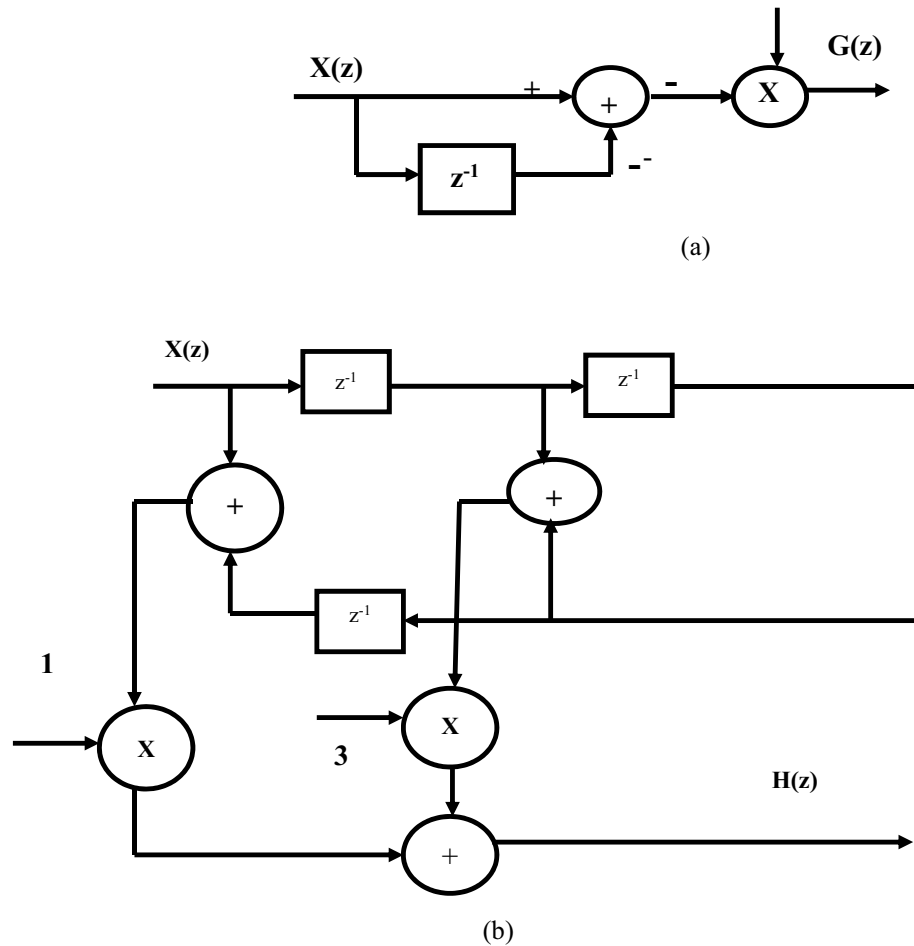 G(z)
X(z)
+ + - X
z⁻¹ --
(a)
X(z)
z⁻¹ z⁻¹
+ +
z⁻¹
1
X X
3
H(z)
+
(b)